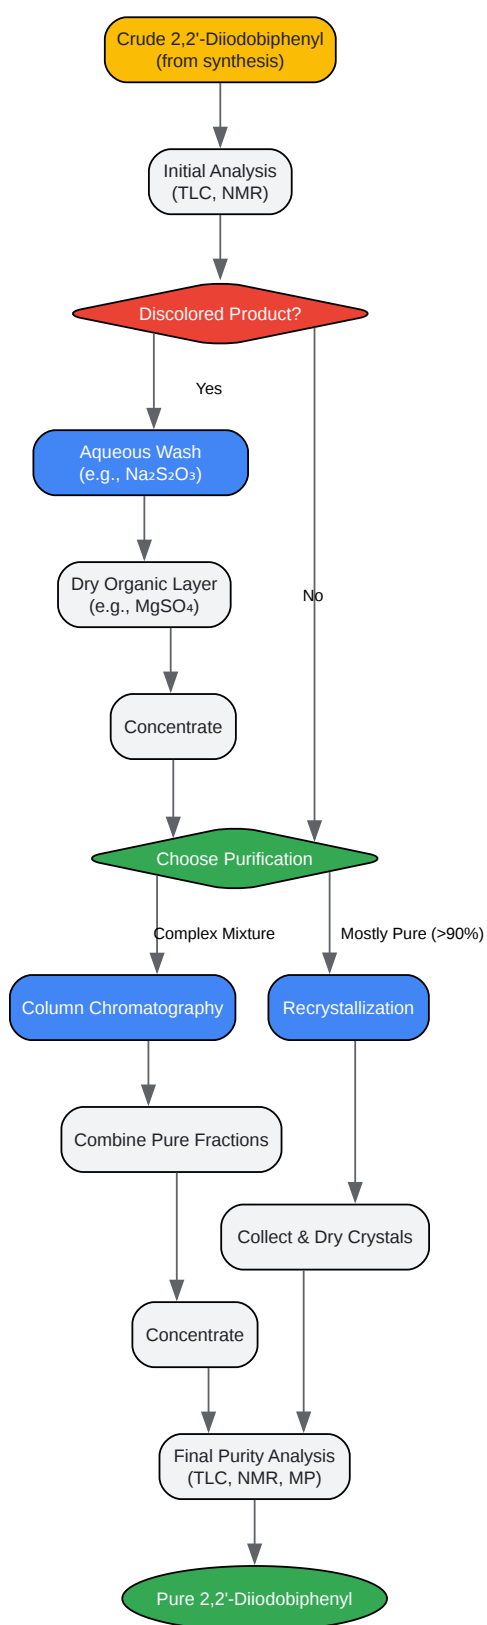 Crude 2,2'-Diiodobiphenyl
(from synthesis)
Initial Analysis
(TLC, NMR)
Discolored Product?
Yes
Aqueous Wash
(e.g., Na₂S₂O₃)
Dry Organic Layer
(e.g., MgSO₄)
No
Concentrate
Choose Purification
Complex Mixture
Mostly Pure (>90%)
Column Chromatography
Recrystallization
Combine Pure Fractions
Collect & Dry Crystals
Concentrate
Final Purity Analysis
(TLC, NMR, MP)
Pure 2,2'-Diiodobiphenyl